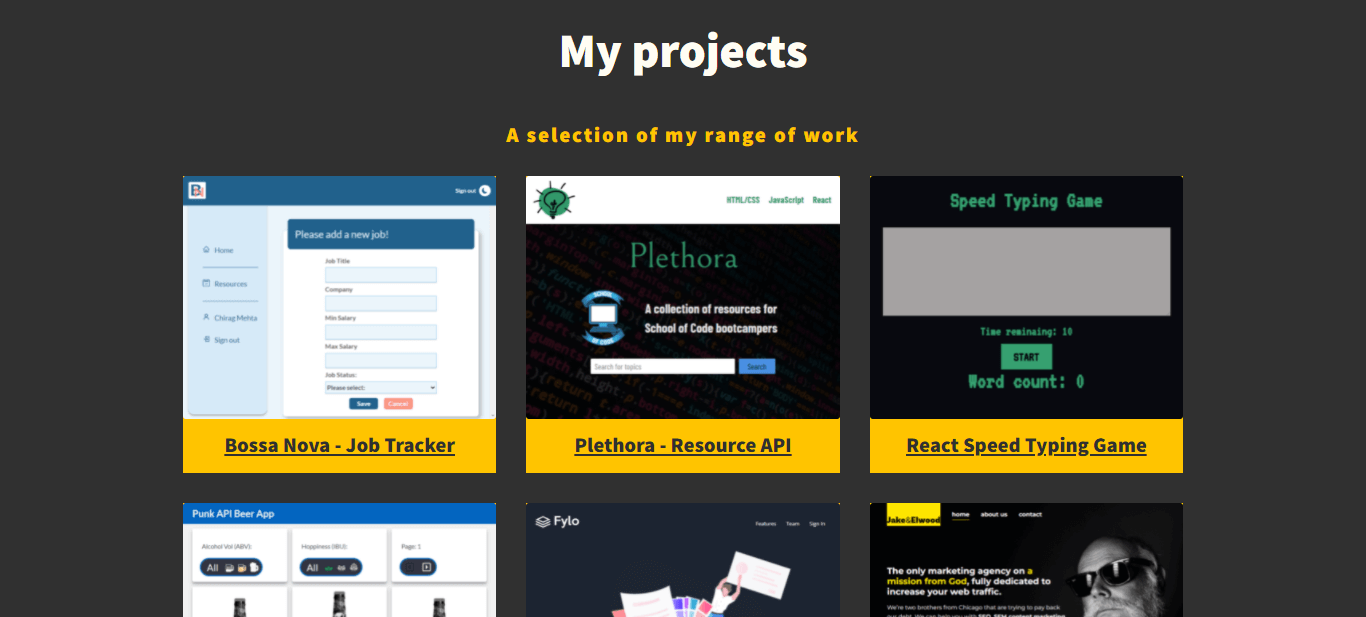 My projects
A selection of my range of work
Sign out
Home
Resources
Chirag Mehta
Sign out
Please add a new job!
Job Title
Company
Min Salary
Max Salary
Job Status:
Please select:
Save Cancel
Bossa Nova - Job Tracker
HTML/CSS JavaScript React
Plethora
SCHOOL
OF CODE
A collection of resources for
School of Code bootcampers
Search for topics Search
Plethora - Resource API
Speed Typing Game
Time remaining: 10
START
Word count: 0
React Speed Typing Game
Punk API Beer App
Alcohol Vol (ABV): Hoppiness (IBU): Page: 1
All All
Fylo Features Team Sign In
Jake&Elwood home about us contact
The only marketing agency on a
mission from God, fully dedicated to
increase your web traffic.
We're two brothers from Chicago that are trying to pay back